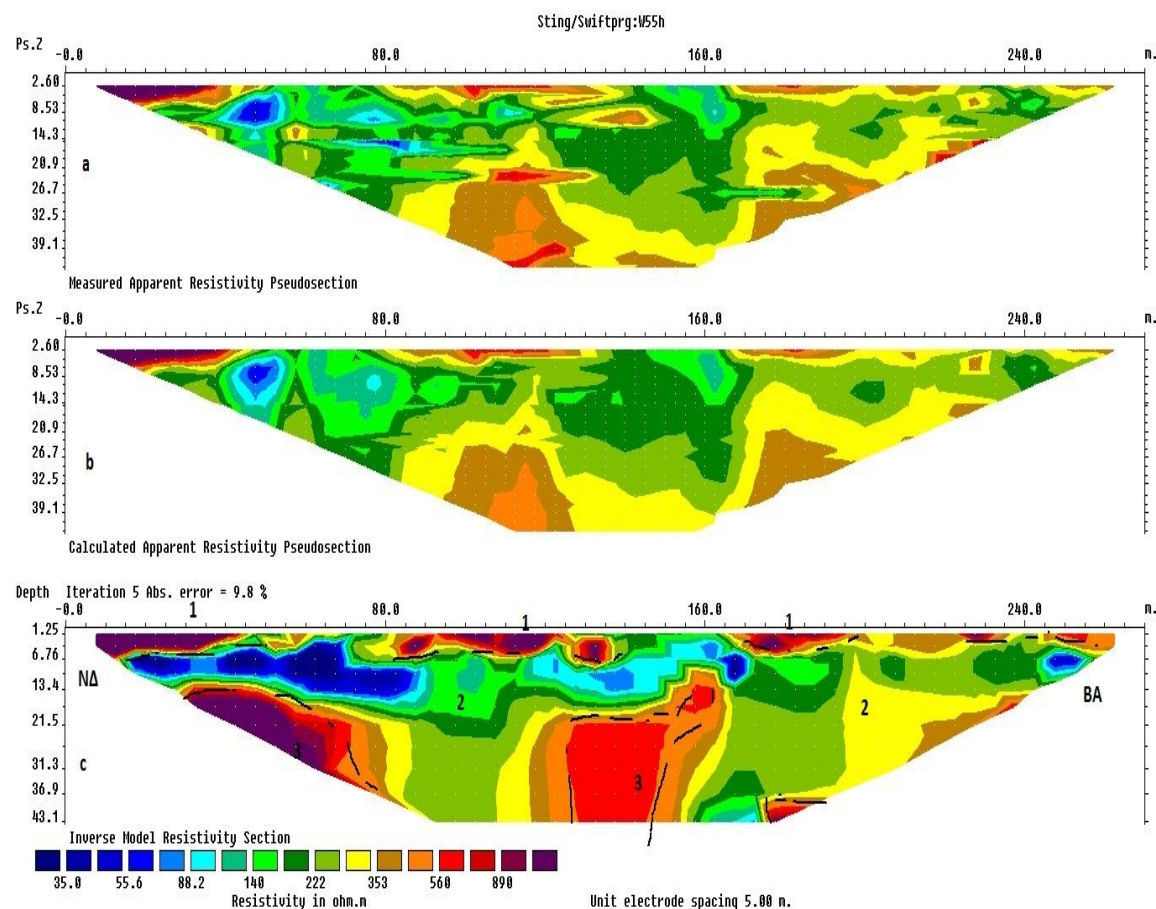 Sting/Swiftprg:W55h
Ps.Z -0.0 80.0 160.0 240.0 m.
2.60
8.53
14.3
20.9
a
26.7
32.5
39.1
Measured Apparent Resistivity Pseudosection
Ps.Z -0.0 80.0 160.0 240.0 m.
2.60
8.53
14.3
20.9
26.7
b
32.5
39.1
Calculated Apparent Resistivity Pseudosection
Depth Iteration 5 Abs. error = 9.8 %
-0.0 1 80.0 1 160.0 1 240.0 m.
1.25
6.76
ΝΔ 13.4 2 2 ΒΑ
21.5
3
31.3
c 3
36.9
43.1
Inverse Model Resistivity Section
35.0 55.6 88.2 140 222 353 560 890
Resistivity in ohm.m Unit electrode spacing 5.00 m.